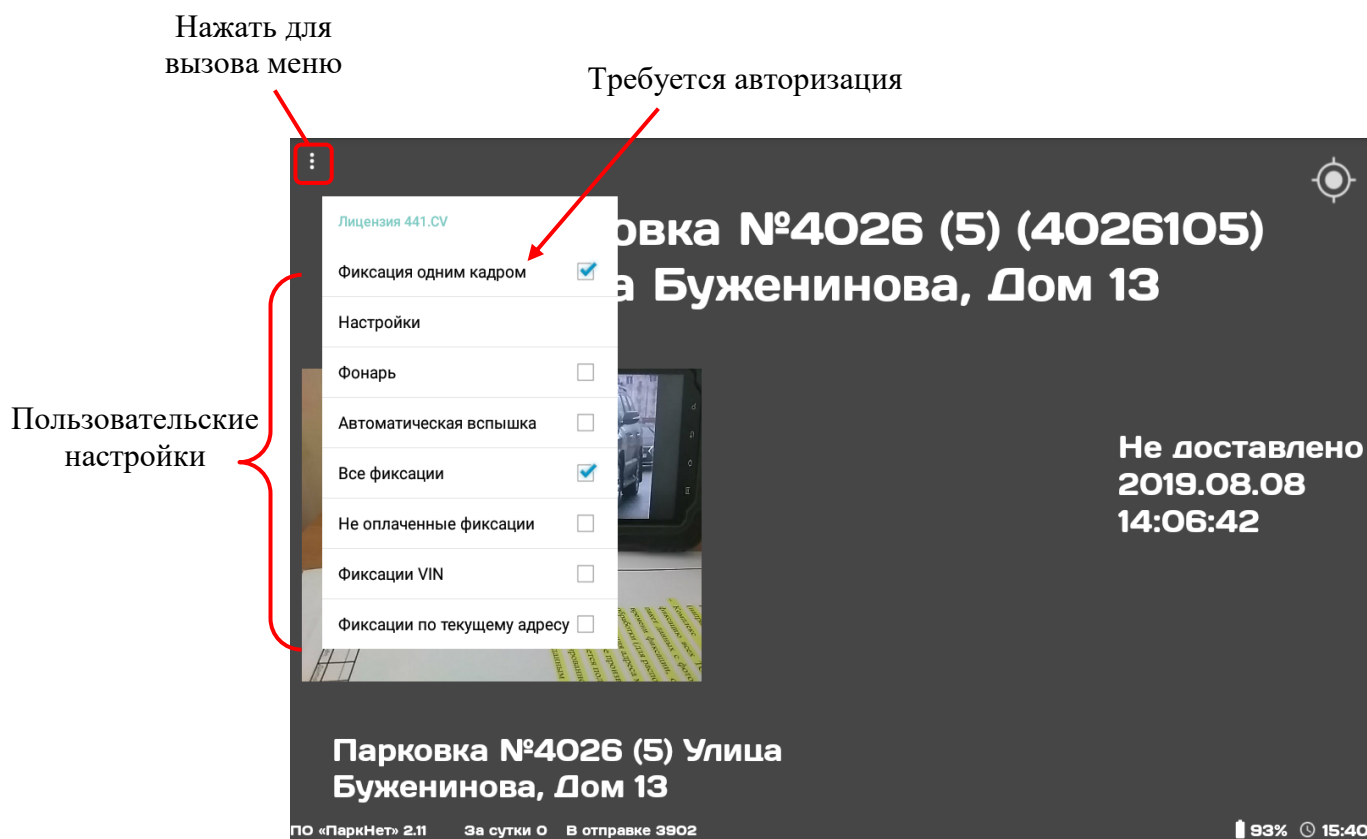 Нажать для
вызова меню
Требуется авторизация
Лицензия 441.CV
Фиксация одним кадром
Настройки
Фонарь
Автоматическая вспышка
Все фиксации
Не оплаченные фиксации
Фиксации VIN
Фиксации по текущему адресу
Пользовательские
настройки
овка №4026 (5) (4026105)
а Буженинова, Дом 13
Не доставлено
2019.08.08
14:06:42
Парковка №4026 (5) Улица
Буженинова, Дом 13
ПО «ПаркНет» 2.11 За сутки 0 В отправке 3902
93% 15:40